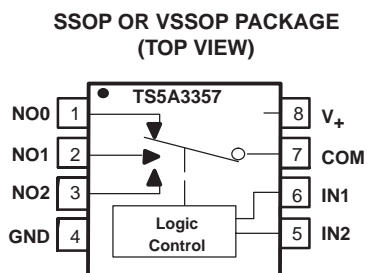 SSOP OR VSSOP PACKAGE
(TOP VIEW)
TS5A3357
NO0 1 8 V+
NO1 2 7 COM
NO2 3 6 IN1
GND 4 5 IN2
Logic
Control